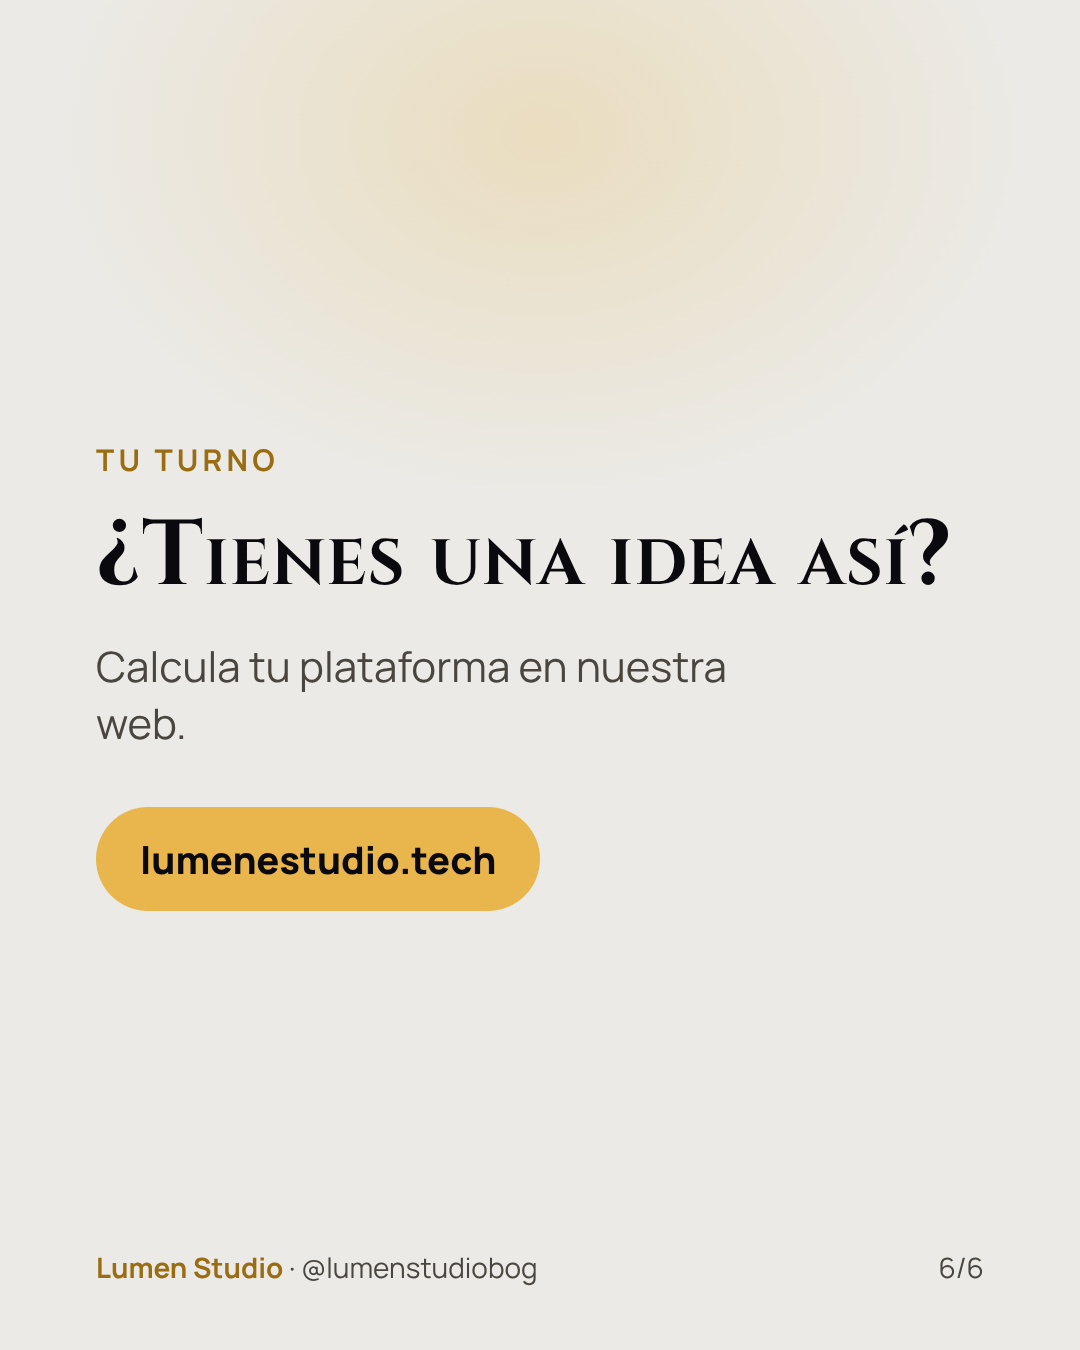 TU TURNO
¿Tienes una idea así?
Calcula tu plataforma en nuestra
web.
lumenestudio.tech
Lumen Studio · @lumenstudiobog
6/6